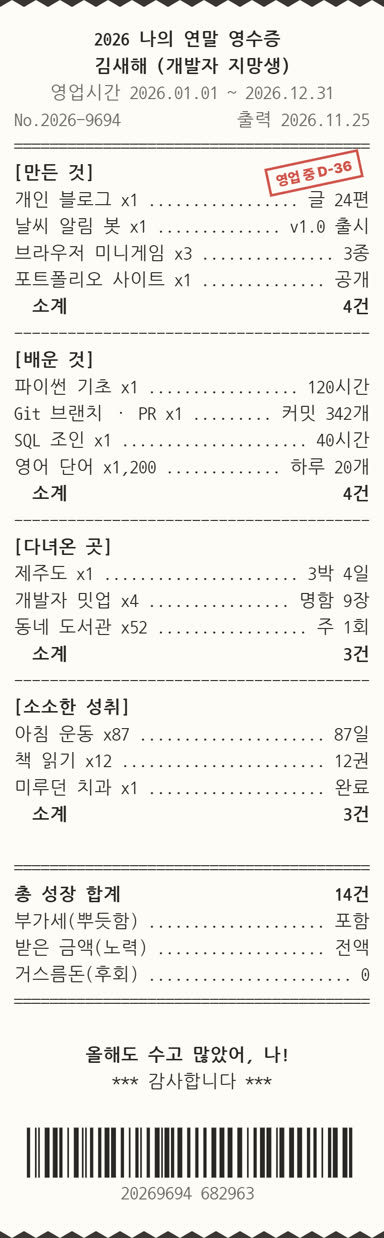 2026 나의 연말 영수증
김새해 (개발자 지망생)
영업시간 2026.01.01 ~ 2026.12.31
No.2026-9694 출력 2026.11.25
영업 중 D-36
[만든 것]
개인 블로그 x1 ................. 글 24편
날씨 알림 봇 x1 .............. v1.0 출시
브라우저 미니게임 x3 ............... 3종
포트폴리오 사이트 x1 .............. 공개
소계 4건
[배운 것]
파이썬 기초 x1 ................. 120시간
Git 브랜치 · PR x1 ......... 커밋 342개
SQL 조인 x1 ..................... 40시간
영어 단어 x1,200 ............. 하루 20개
소계 4건
[다녀온 곳]
제주도 x1 ...................... 3박 4일
개발자 밋업 x4 ................ 명함 9장
동네 도서관 x52 ................. 주 1회
소계 3건
[소소한 성취]
아침 운동 x87 ...................... 87일
책 읽기 x12 ....................... 12권
미루던 치과 x1 ..................... 완료
소계 3건
총 성장 합계 14건
부가세(뿌듯함) .................... 포함
받은 금액(노력) ................... 전액
거스름돈(후회) ....................... 0
올해도 수고 많았어, 나!
*** 감사합니다 ***
20269694 682963